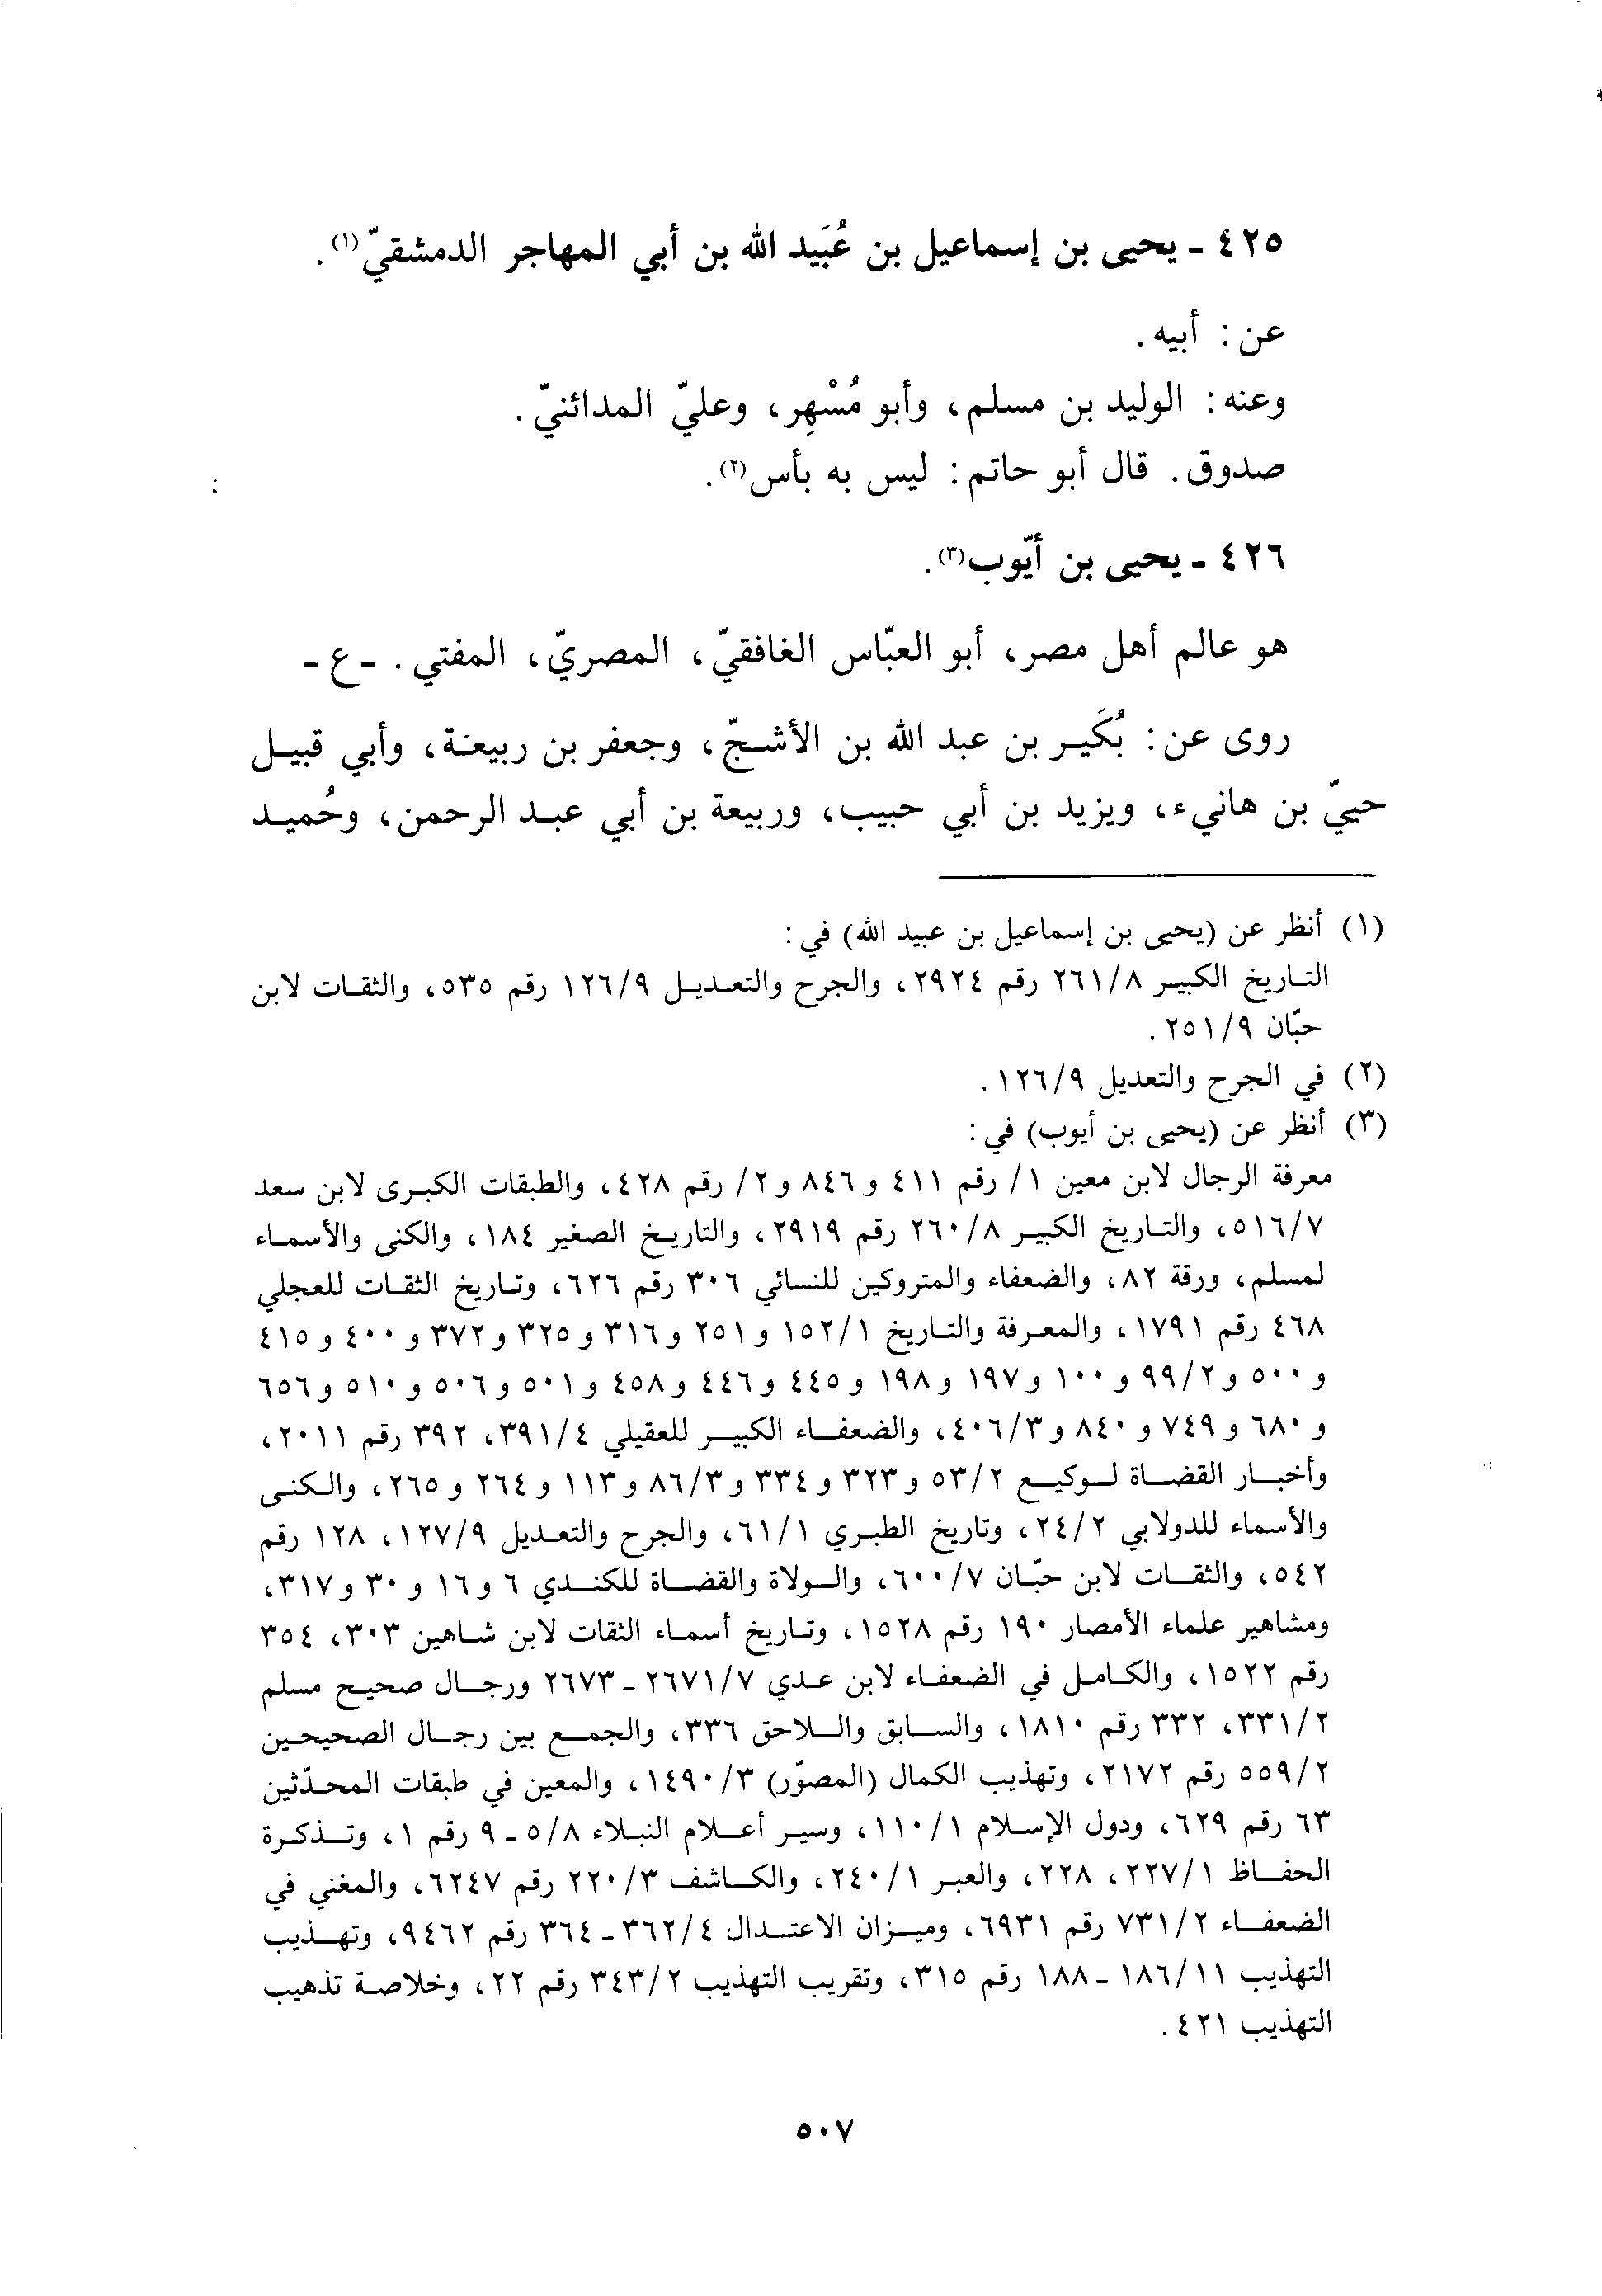 ٤٢٥ - يحيى بن إسماعيل بن عُبَيد الله بن أبي المهاجر الدمشقيّ(١).
عن: أبيه.
وعنه: الوليد بن مسلم، وأبو مُسْهِر، وعليّ المدائنيّ.
صدوق. قال أبو حاتم: ليس به بأس(٢).
٤٢٦ - يحيى بن أيّوب(٣).
هو عالم أهل مصر، أبو العبّاس الغافقيّ، المصريّ، المفتي. - ع -
روى عن: بُكَير بن عبد الله بن الأشجّ، وجعفر بن ربيعة، وأبي قبيل
حييّ بن هانيء، ويزيد بن أبي حبيب، وربيعة بن أبي عبد الرحمن، وحُميد
(١) أنظر عن (يحيى بن إسماعيل بن عبيد الله) في:
التاريخ الكبير ٢٦١/٨ رقم ٢٩٢٤، والجرح والتعديل ١٢٦/٩ رقم ٥٣٥، والثقات لابن
حبّان ٢٥١/٩.
(٢) في الجرح والتعديل ١٢٦/٩.
(٣) أنظر عن (يحيى بن أيوب) في:
معرفة الرجال لابن معين ١/ رقم ٤١١ و ٨٤٦ و ٢/ رقم ٤٢٨، والطبقات الكبرى لابن سعد
٥١٦/٧، والتاريخ الكبير ٢٦٠/٨ رقم ٢٩١٩، والتاريخ الصغير ١٨٤، والكنى والأسماء
لمسلم، ورقة ٨٢، والضعفاء والمتروكين للنسائي ٣٠٦ رقم ٦٢٦، وتاريخ الثقات للعجلي
٤٦٨ رقم ١٧٩١، والمعرفة والتاريخ ١٥٢/١ و ٢٥١ و ٣١٦ و ٣٢٥ و ٣٧٢ و ٤٠٠ و ٤١٥
و ٥٠٠ و ٩٩/٢ و ١٠٠ و ١٩٧ و ١٩٨ و ٤٤٥ و ٤٤٦ و ٤٥٨ و ٥٠١ و ٥٠٦ و ٥١٠ و ٦٥٦
و ٦٨٠ و ٧٤٩ و ٨٤٠ و ٤٠٦/٣، والضعفاء الكبير للعقيلي ٣٩١/٤، ٣٩٢ رقم ٢٠١١،
وأخبار القضاة لوكيع ٥٣/٢ و ٣٢٣ و ٣٣٤ و ٨٦/٣ و ١١٣ و ٢٦٤ و ٢٦٥، والكنى
والأسماء للدولابي ٢٤/٢، وتاريخ الطبري ٦١/١، والجرح والتعديل ١٢٧/٩، ١٢٨ رقم
٥٤٢، والثقات لابن حبّان ٦٠٠/٧، والولاة والقضاة للكندي ٦ و ١٦ و ٣٠ و ٣١٧،
ومشاهير علماء الأمصار ١٩٠ رقم ١٥٢٨، وتاريخ أسماء الثقات لابن شاهين ٣٠٣، ٣٥٤
رقم ١٥٢٢، والكامل في الضعفاء لابن عدي ٢٦٧١/٧ - ٢٦٧٣ ورجال صحيح مسلم
٣٣١/٢، ٣٣٢ رقم ١٨١٠، والسابق واللاحق ٣٣٦، والجمع بين رجال الصحيحين
٥٥٩/٢ رقم ٢١٧٢، وتهذيب الكمال (المصوّر) ١٤٩٠/٣، والمعين في طبقات المحدّثين
٦٣ رقم ٦٢٩، ودول الإسلام ١١٠/١، وسير أعلام النبلاء ٥/٨ - ٩ رقم ١، وتذكرة
الحفاظ ٢٢٧/١، ٢٢٨، والعبر ٢٤٠/١، والكاشف ٢٢٠/٣ رقم ٦٢٤٧، والمغني في
الضعفاء ٧٣١/٢ رقم ٦٩٣١، وميزان الاعتدال ٣٦٢/٤ - ٣٦٤ رقم ٩٤٦٢، وتهذيب
التهذيب ١٨٦/١١ - ١٨٨ رقم ٣١٥، وتقريب التهذيب ٣٤٣/٢ رقم ٢٢، وخلاصة تذهيب
التهذيب ٤٢١.
٥٠٧